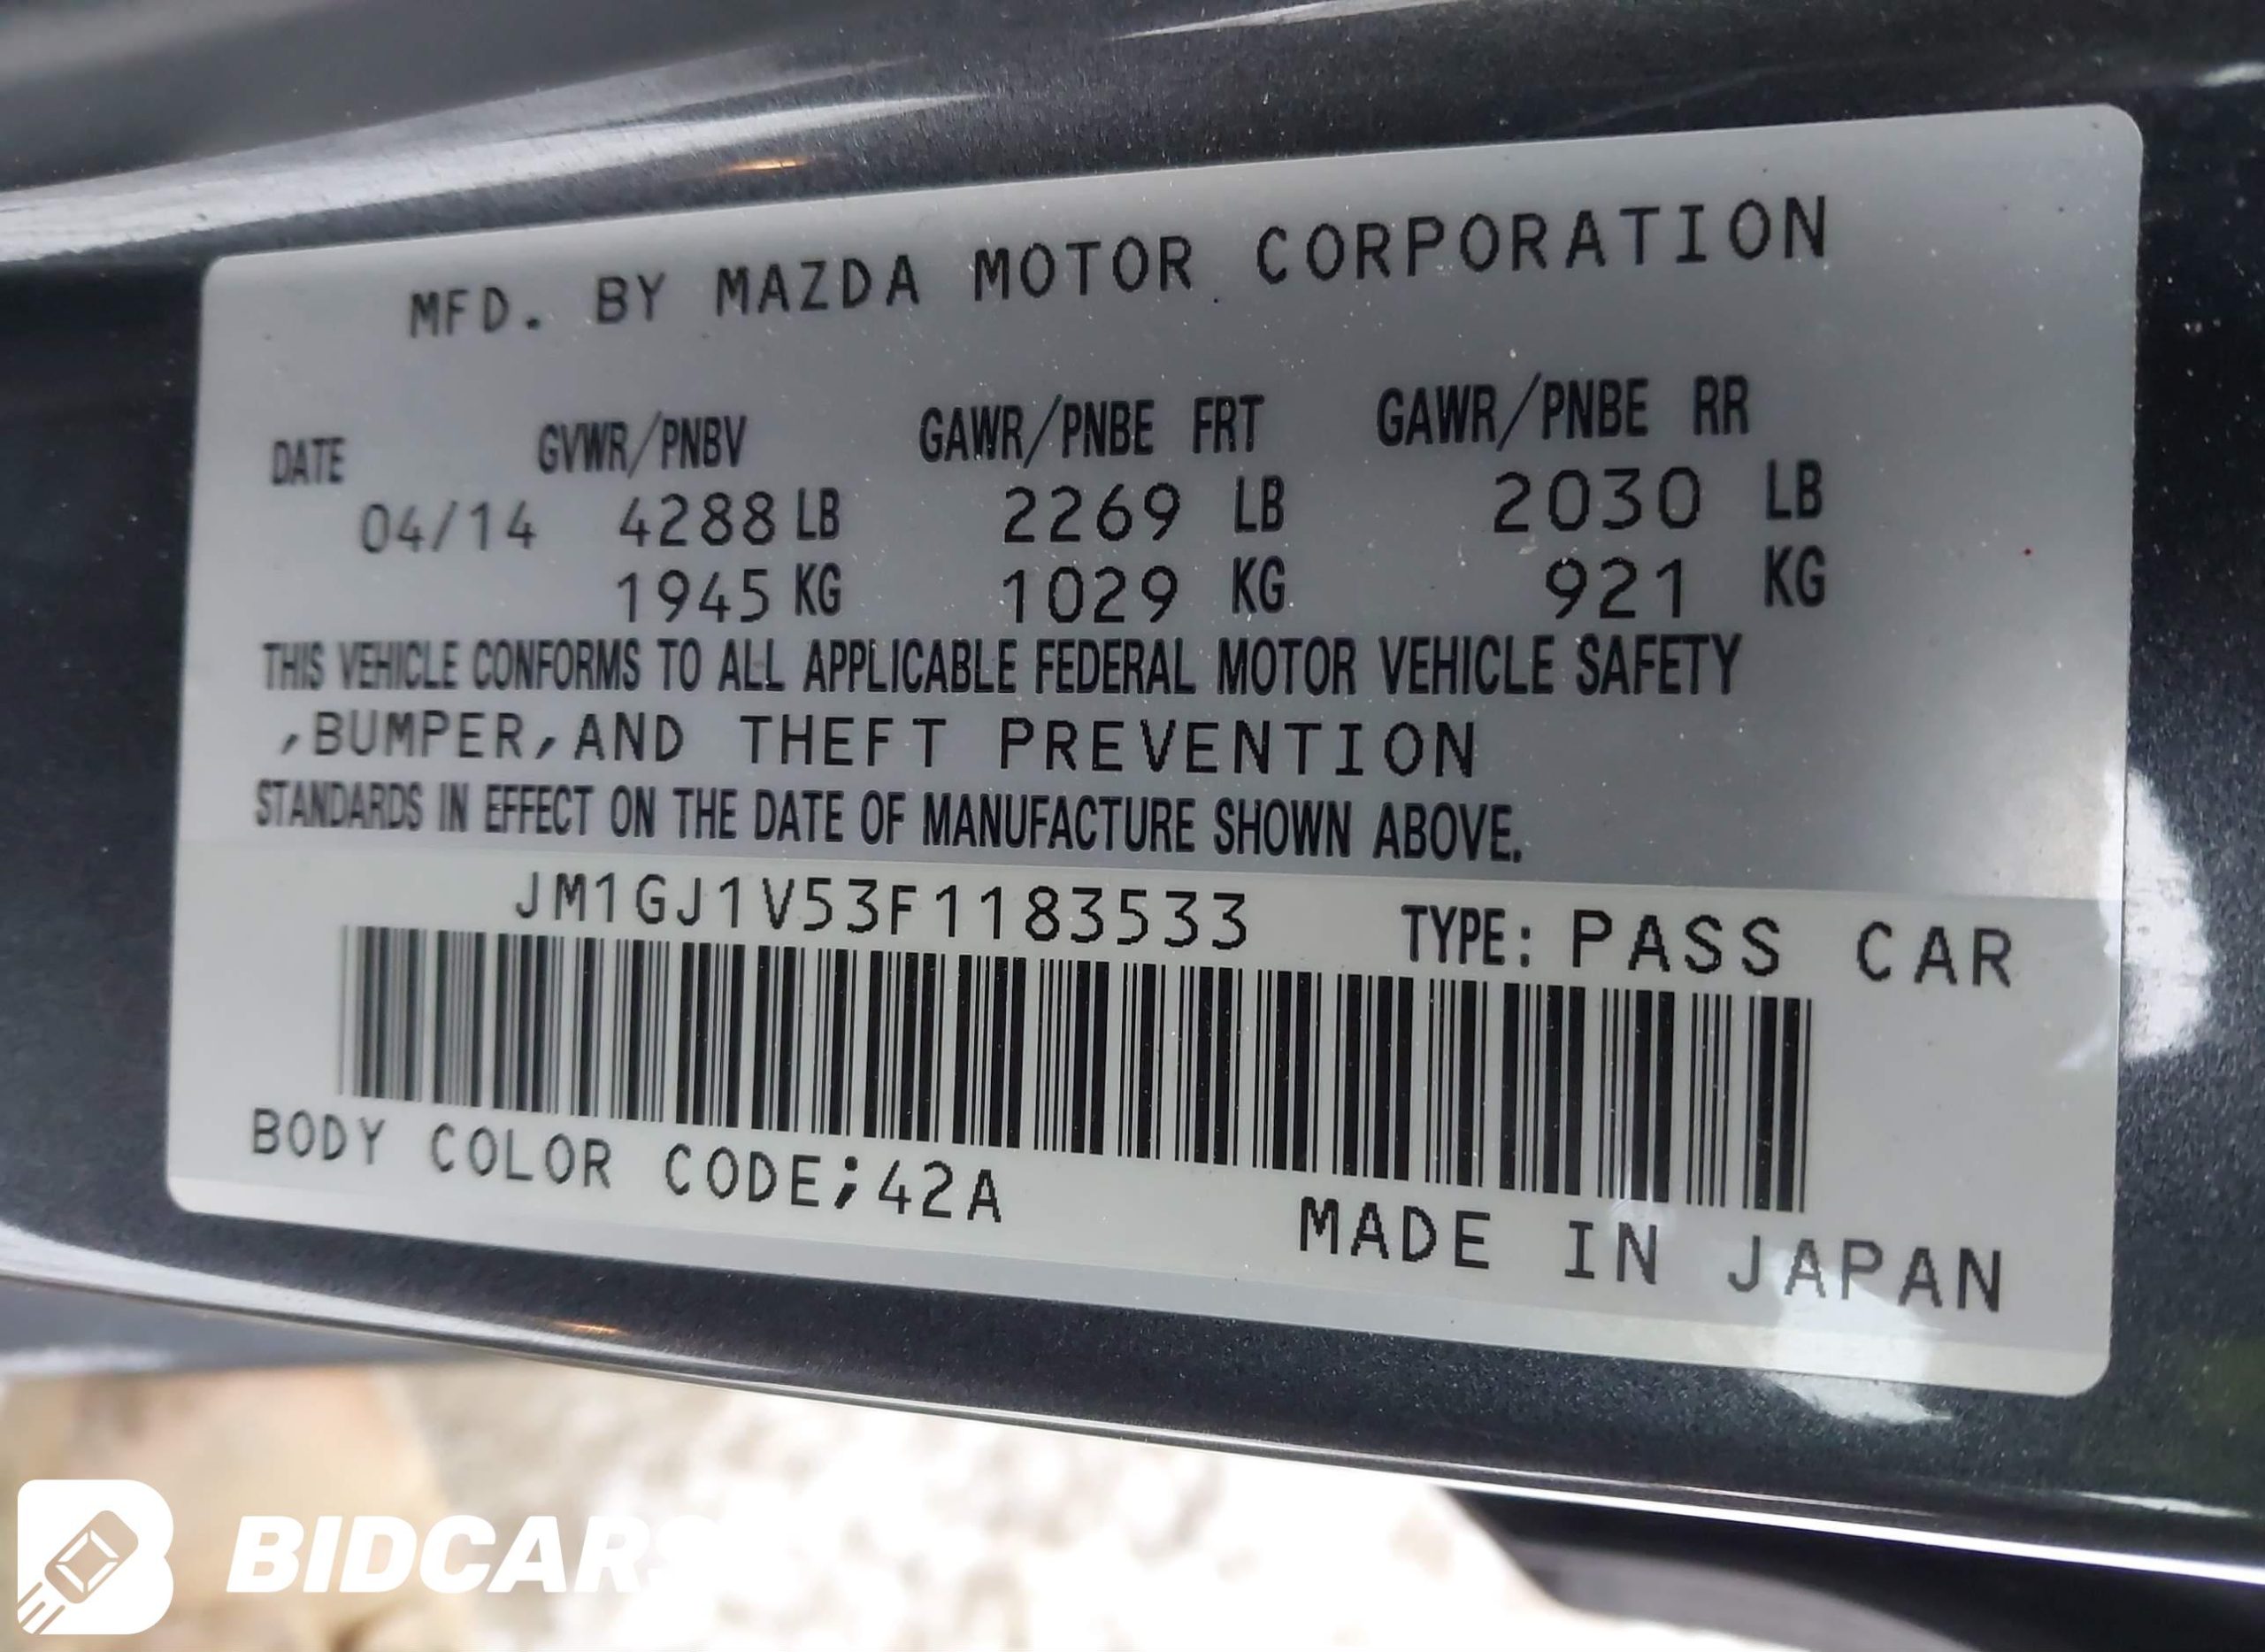 MFD. BY MAZDA MOTOR CORPORATION
DATE GVWR/PNBV GAWR/PNBE FRT GAWR/PNBE RR
04/14 4288 LB 2269 LB 2030 LB
1945 KG 1029 KG 921 KG
THIS VEHICLE CONFORMS TO ALL APPLICABLE FEDERAL MOTOR VEHICLE SAFETY
,BUMPER,AND THEFT PREVENTION
STANDARDS IN EFFECT ON THE DATE OF MANUFACTURE SHOWN ABOVE.
JM1GJ1V53F1183533 TYPE: PASS CAR
BODY COLOR CODE;42A
MADE IN JAPAN
BIDCARS